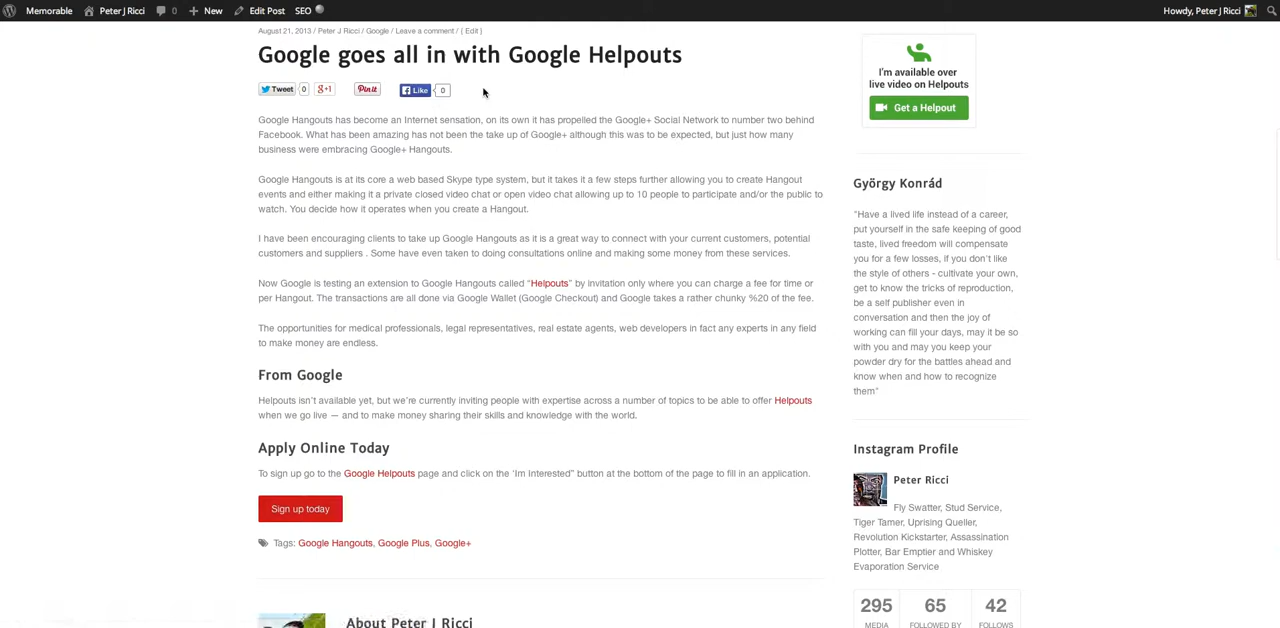 Memorable Peter J Ricci 0 New Edit Post SEO Howdy, Peter J Ricci
August 21, 2013 / Peter J Ricci / Google / Leave a comment / { Edit }
Google goes all in with Google Helpouts
Tweet 0 g+1 Pinit Like 0
Google Hangouts has become an Internet sensation, on its own it has propelled the Google+ Social Network to number two behind
Facebook. What has been amazing has not been the take up of Google+ although this was to be expected, but just how many
business were embracing Google+ Hangouts.
Google Hangouts is at its core a web based Skype type system, but it takes it a few steps further allowing you to create Hangout
events and either making it a private closed video chat or open video chat allowing up to 10 people to participate and/or the public to
watch. You decide how it operates when you create a Hangout.
I have been encouraging clients to take up Google Hangouts as it is a great way to connect with your current customers, potential
customers and suppliers . Some have even taken to doing consultations online and making some money from these services.
Now Google is testing an extension to Google Hangouts called “Helpouts” by invitation only where you can charge a fee for time or
per Hangout. The transactions are all done via Google Wallet (Google Checkout) and Google takes a rather chunky %20 of the fee.
The opportunities for medical professionals, legal representatives, real estate agents, web developers in fact any experts in any field
to make money are endless.
From Google
Helpouts isn’t available yet, but we’re currently inviting people with expertise across a number of topics to be able to offer Helpouts
when we go live — and to make money sharing their skills and knowledge with the world.
Apply Online Today
To sign up go to the Google Helpouts page and click on the ‘Im Interested” button at the bottom of the page to fill in an application.
Sign up today
Tags: Google Hangouts, Google Plus, Google+
About Peter J Ricci
I'm available over
live video on Helpouts
Get a Helpout
György Konrád
"Have a lived life instead of a career,
put yourself in the safe keeping of good
taste, lived freedom will compensate
you for a few losses, if you don't like
the style of others - cultivate your own,
get to know the tricks of reproduction,
be a self publisher even in
conversation and then the joy of
working can fill your days, may it be so
with you and may you keep your
powder dry for the battles ahead and
know when and how to recognize
them"
Instagram Profile
Peter Ricci
Fly Swatter, Stud Service,
Tiger Tamer, Uprising Queller,
Revolution Kickstarter, Assassination
Plotter, Bar Emptier and Whiskey
Evaporation Service
295 65 42
MEDIA FOLLOWED BY FOLLOWS